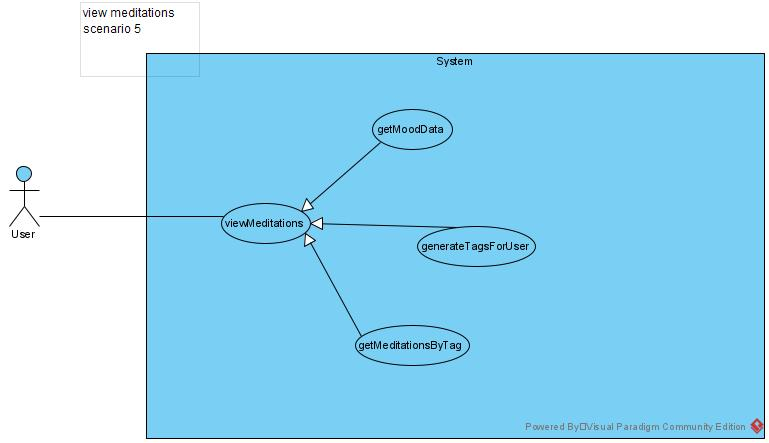 view meditations
scenario 5
System
getMoodData
viewMeditations
generateTagsForUser
User
getMeditationsByTag
Powered By Visual Paradigm Community Edition